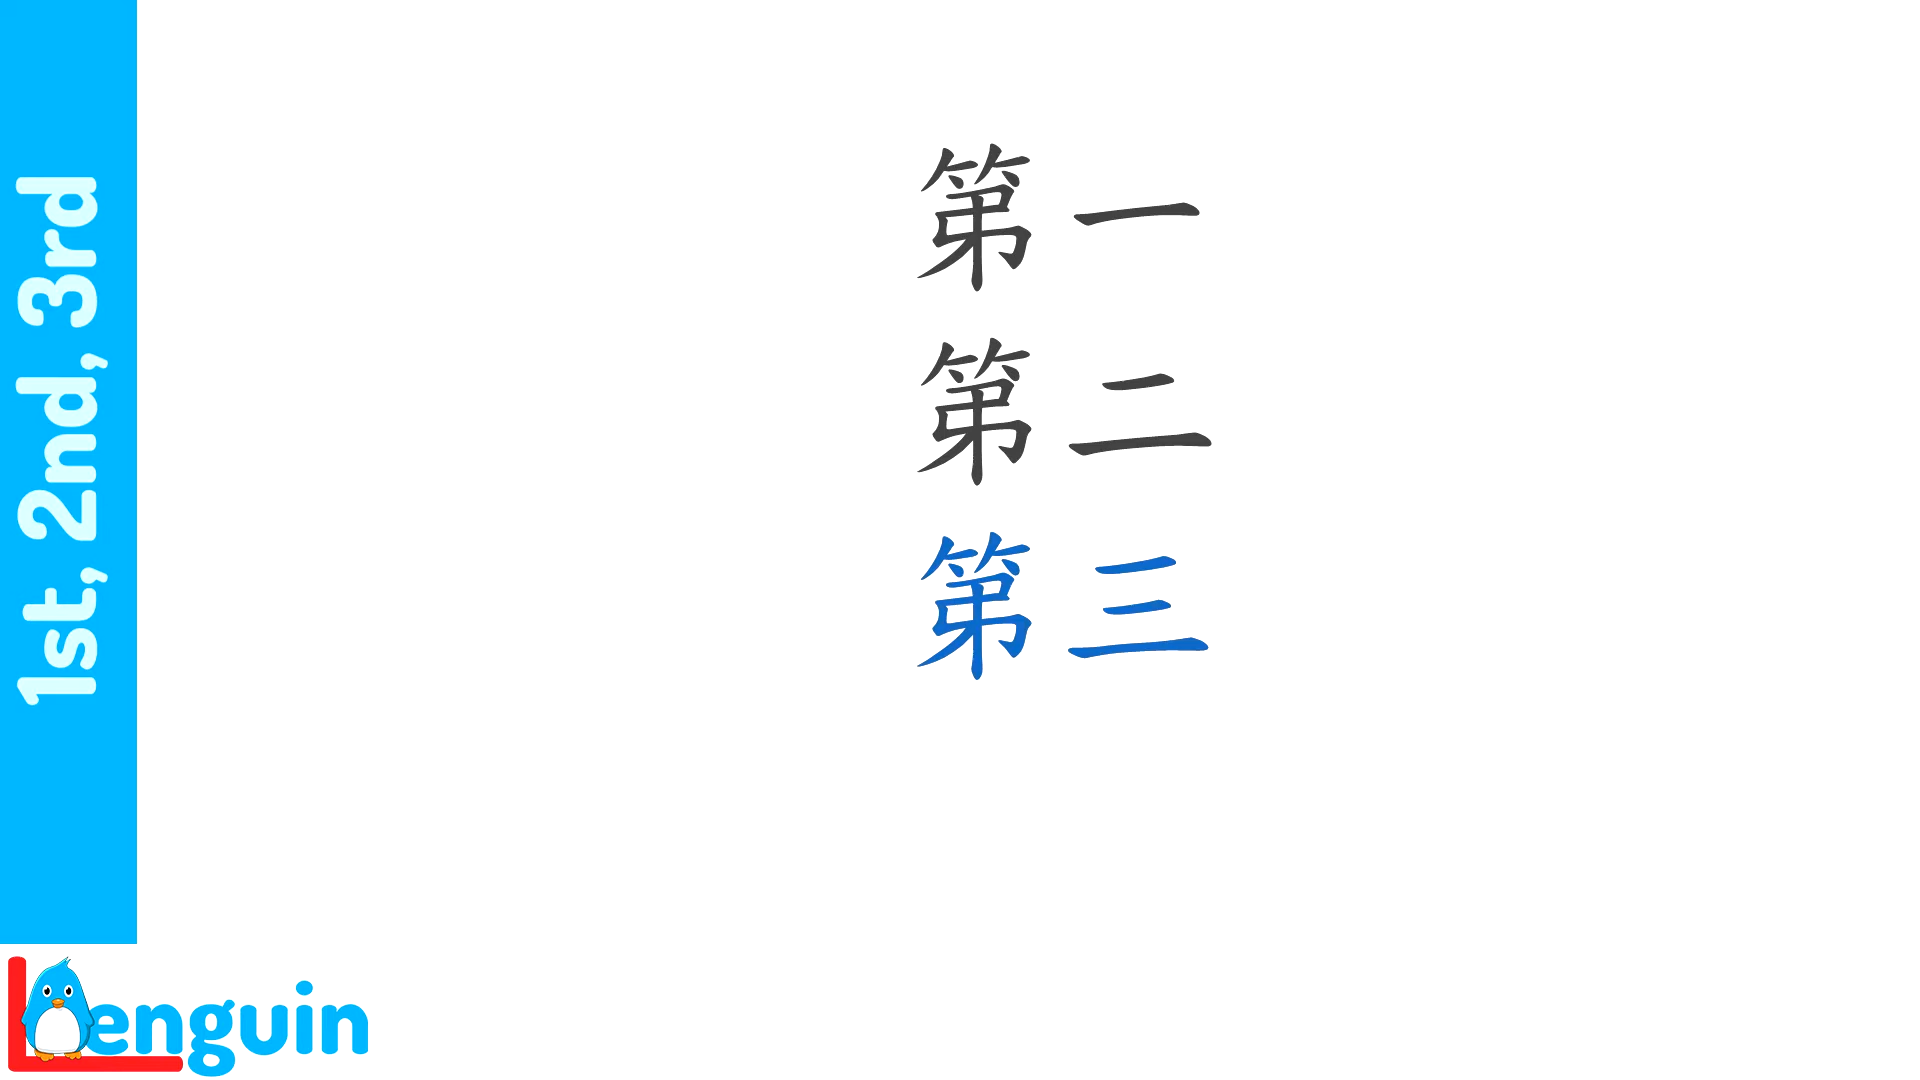 1st, 2nd, 3rd
第一
第二
第三
Lenguin